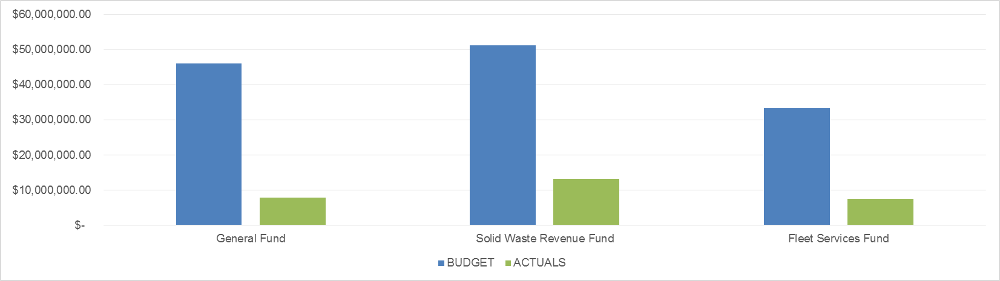 $60,000,000.00
$50,000,000.00
$40,000,000.00
$30,000,000.00
$20,000,000.00
$10,000,000.00
$-
General Fund
Solid Waste Revenue Fund
Fleet Services Fund
BUDGET
ACTUALS